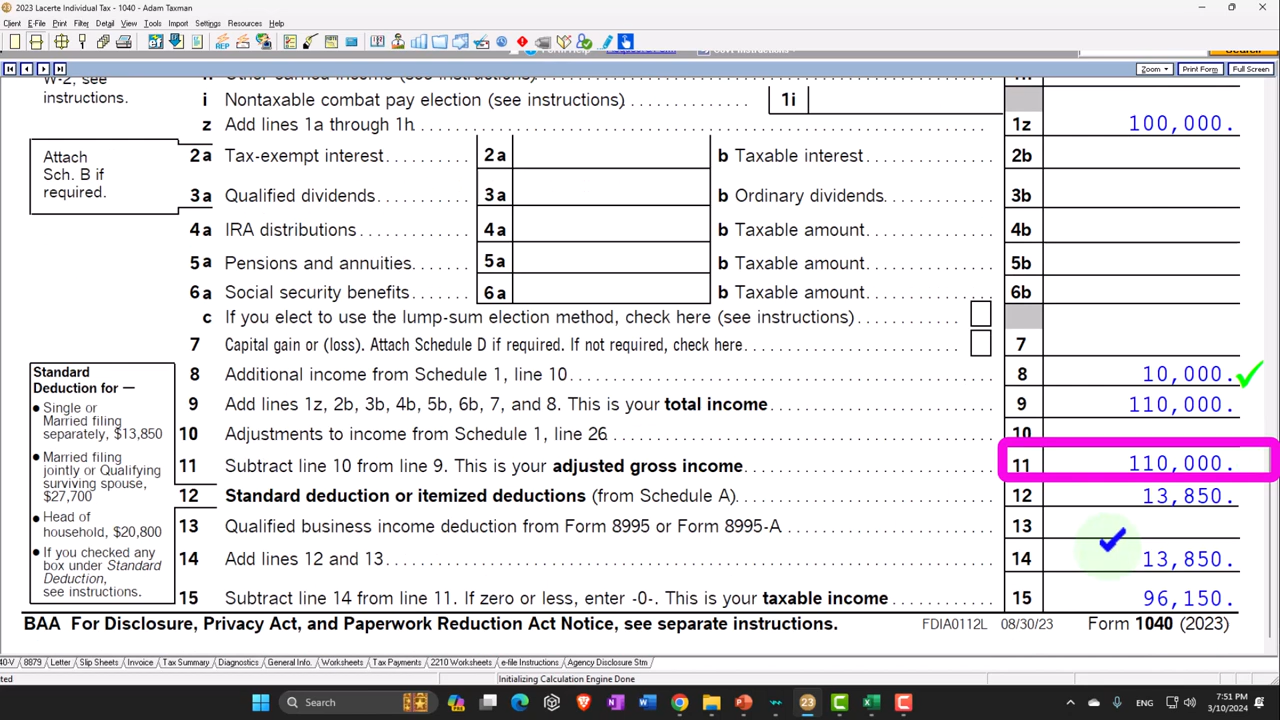 2023 Lacerte Individual Tax - 1040 - Adam Taxman
Client E-File Print Filter Detail View Tools Import Settings Resources Help
Zoom Print Form Full Screen
W-2, see
instructions.
i Nontaxable combat pay election (see instructions) 1i
z Add lines 1a through 1h 1z 100,000.
Attach
Sch. B if
required.
2a Tax-exempt interest 2a b Taxable interest 2b
3a Qualified dividends 3a b Ordinary dividends 3b
4a IRA distributions 4a b Taxable amount 4b
5a Pensions and annuities 5a b Taxable amount 5b
6a Social security benefits 6a b Taxable amount 6b
c If you elect to use the lump-sum election method, check here (see instructions)
7 Capital gain or (loss). Attach Schedule D if required. If not required, check here 7
Standard
Deduction for —
• Single or
Married filing
separately, $13,850
• Married filing
jointly or Qualifying
surviving spouse,
$27,700
• Head of
household, $20,800
• If you checked any
box under Standard
Deduction,
see instructions.
8 Additional income from Schedule 1, line 10 8 10,000.
9 Add lines 1z, 2b, 3b, 4b, 5b, 6b, 7, and 8. This is your total income 9 110,000.
10 Adjustments to income from Schedule 1, line 26 10
11 Subtract line 10 from line 9. This is your adjusted gross income 11 110,000.
12 Standard deduction or itemized deductions (from Schedule A) 12 13,850.
13 Qualified business income deduction from Form 8995 or Form 8995-A 13
14 Add lines 12 and 13 14 13,850.
15 Subtract line 14 from line 11. If zero or less, enter -0-. This is your taxable income 15 96,150.
BAA For Disclosure, Privacy Act, and Paperwork Reduction Act Notice, see separate instructions. FDIA0112L 08/30/23 Form 1040 (2023)
40-V 8879 Letter Slip Sheets Invoice Tax Summary Diagnostics General Info. Worksheets Tax Payments 2210 Worksheets e-file Instructions Agency Disclosure Stm
Initializing Calculation Engine Done
Search
ENG
7:51 PM
3/10/2024